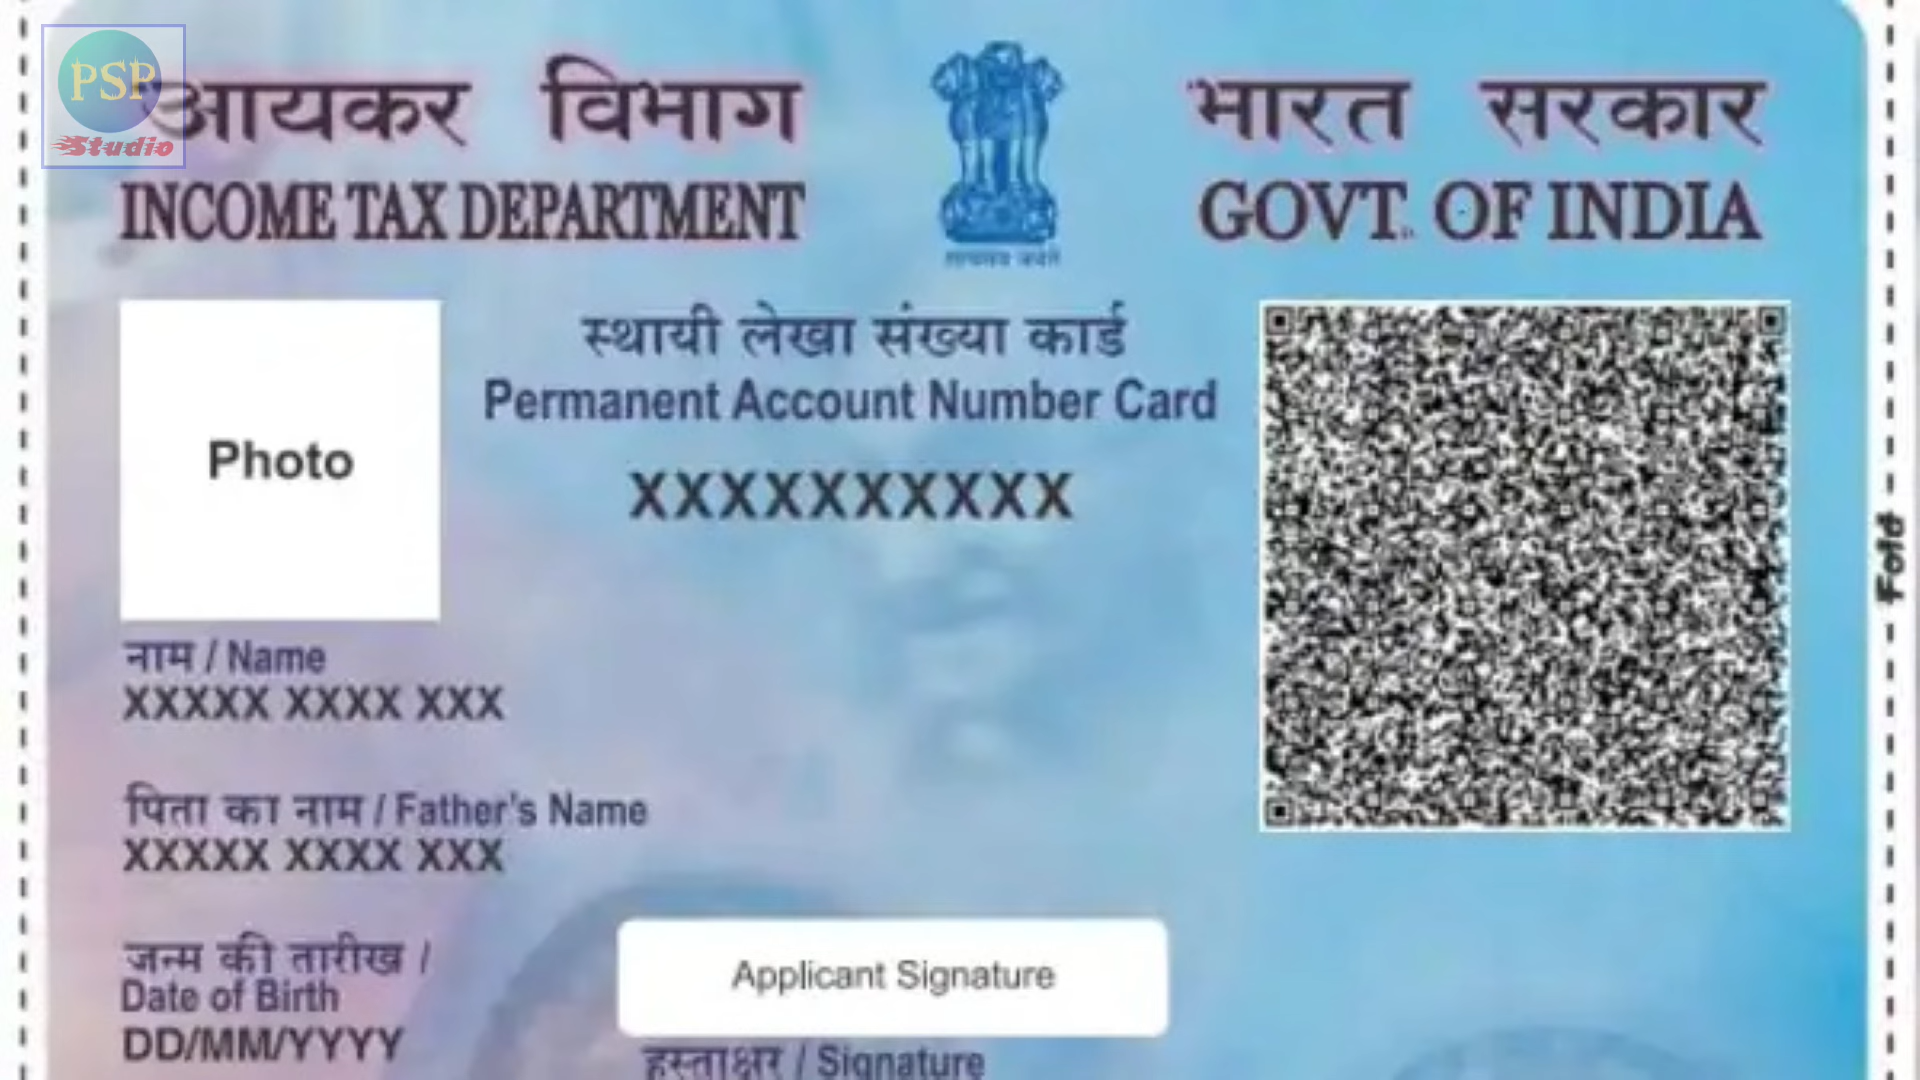 PSP
Studio
आयकर विभाग
INCOME TAX DEPARTMENT
भारत सरकार
GOVT. OF INDIA
स्थायी लेखा संख्या कार्ड
Permanent Account Number Card
XXXXXXXXXX
Photo
नाम / Name
XXXXX XXXX XXX
पिता का नाम / Father's Name
XXXXX XXXX XXX
जन्म की तारीख /
Date of Birth
DD/MM/YYYY
Applicant Signature
हस्ताक्षर / Signature
Fold